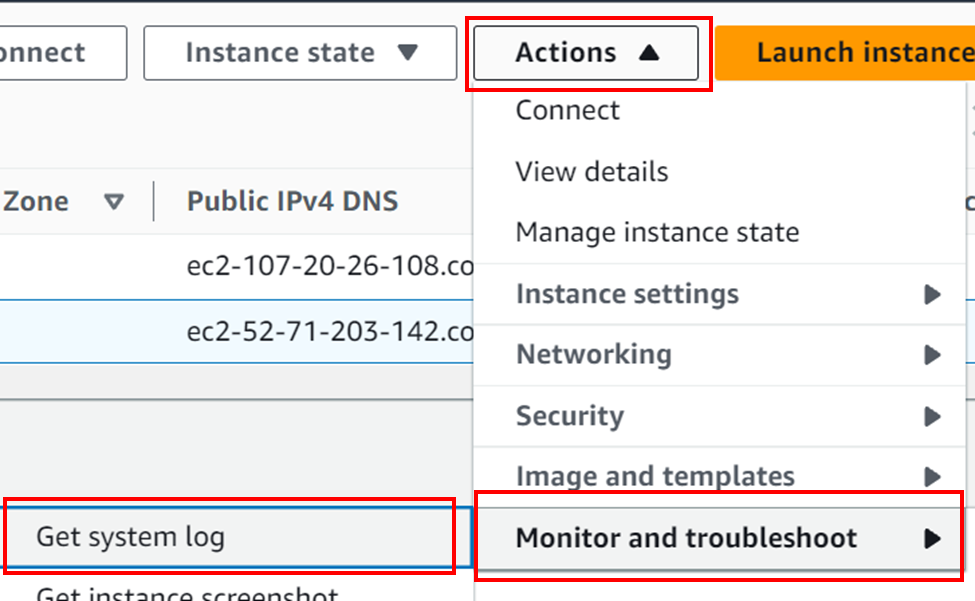 onnect
Instance state
Actions
Launch instance
Connect
View details
Zone
Public IPv4 DNS
Manage instance state
ec2-107-20-26-108.co
Instance settings
ec2-52-71-203-142.co
Networking
Security
Image and templates
Get system log
Monitor and troubleshoot
Get instance screenshot